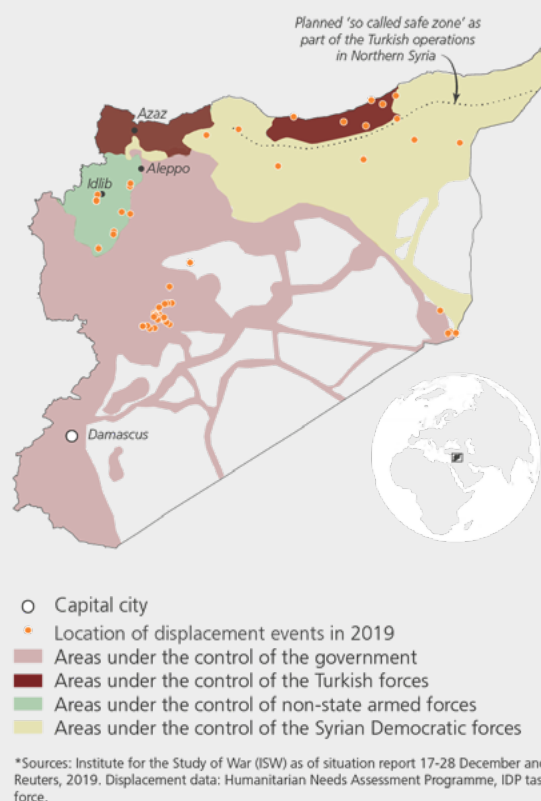 Planned ‘so called safe zone’ as
part of the Turkish operations
in Northern Syria
Azaz
Aleppo
Idlib
Damascus
Capital city
Location of displacement events in 2019
Areas under the control of the government
Areas under the control of the Turkish forces
Areas under the control of non-state armed forces
Areas under the control of the Syrian Democratic forces
*Sources: Institute for the Study of War (ISW) as of situation report 17-28 December and
Reuters, 2019. Displacement data: Humanitarian Needs Assessment Programme, IDP
force.